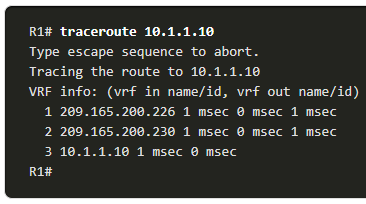 R1# traceroute 10.1.1.10
Type escape sequence to abort.
Tracing the route to 10.1.1.10
VRF info: (vrf in name/id, vrf out name/id)
1 209.165.200.226 1 msec 0 msec 1 msec
2 209.165.200.230 1 msec 0 msec 1 msec
3 10.1.1.10 1 msec 0 msec
R1#